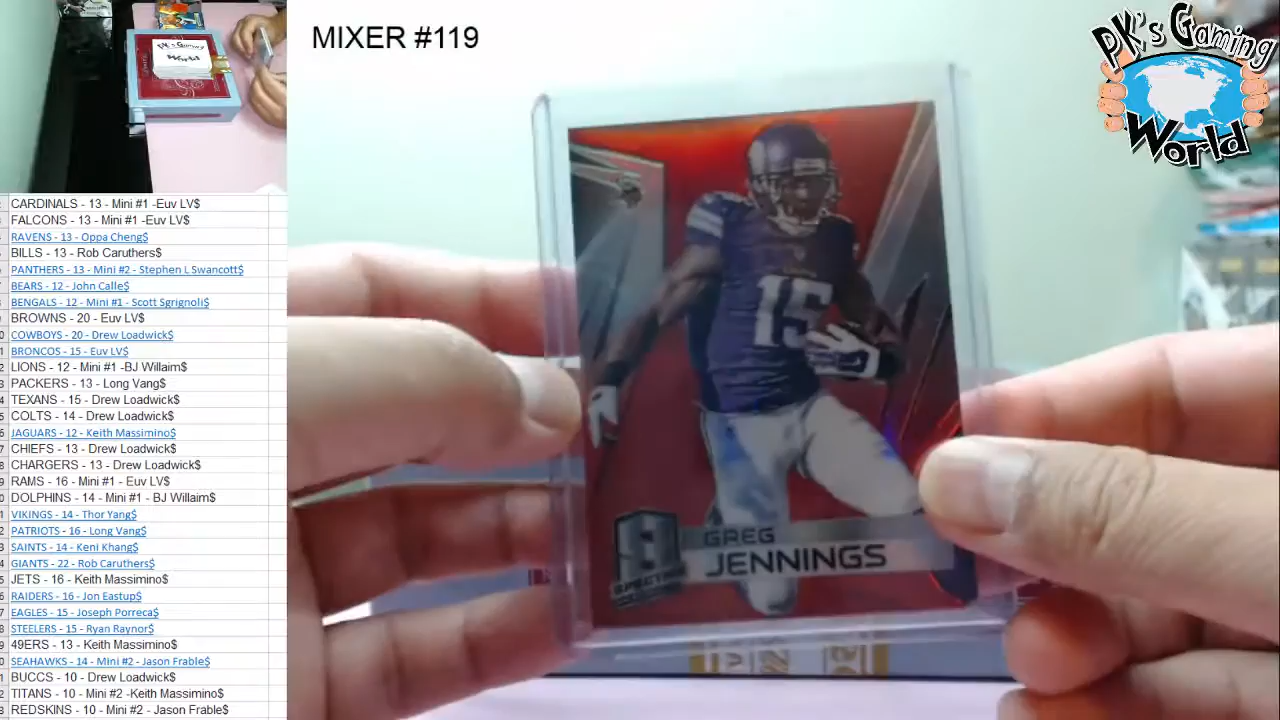 MIXER #119
PK's Gaming
World
PK's Gaming
World
CARDINALS - 13 - Mini #1 -Euv LV$
FALCONS - 13 - Mini #1 -Euv LV$
RAVENS - 13 - Oppa Cheng$
BILLS - 13 - Rob Caruthers$
PANTHERS - 13 - Mini #2 - Stephen L Swancott$
BEARS - 12 - John Calle$
BENGALS - 12 - Mini #1 - Scott Sgrignoli$
BROWNS - 20 - Euv LV$
COWBOYS - 20 - Drew Loadwick$
BRONCOS - 15 - Euv LV$
LIONS - 12 - Mini #1 -BJ Willaim$
PACKERS - 13 - Long Vang$
TEXANS - 15 - Drew Loadwick$
COLTS - 14 - Drew Loadwick$
JAGUARS - 12 - Keith Massimino$
CHIEFS - 13 - Drew Loadwick$
CHARGERS - 13 - Drew Loadwick$
RAMS - 16 - Mini #1 - Euv LV$
DOLPHINS - 14 - Mini #1 - BJ Willaim$
VIKINGS - 14 - Thor Yang$
PATRIOTS - 16 - Long Vang$
SAINTS - 14 - Keni Khang$
GIANTS - 22 - Rob Caruthers$
JETS - 16 - Keith Massimino$
RAIDERS - 16 - Jon Eastup$
EAGLES - 15 - Joseph Porreca$
STEELERS - 15 - Ryan Raynor$
49ERS - 13 - Keith Massimino$
SEAHAWKS - 14 - Mini #2 - Jason Frable$
BUCCS - 10 - Drew Loadwick$
TITANS - 10 - Mini #2 -Keith Massimino$
REDSKINS - 10 - Mini #2 - Jason Frable$
15
GREG
JENNINGS
SPECTRA